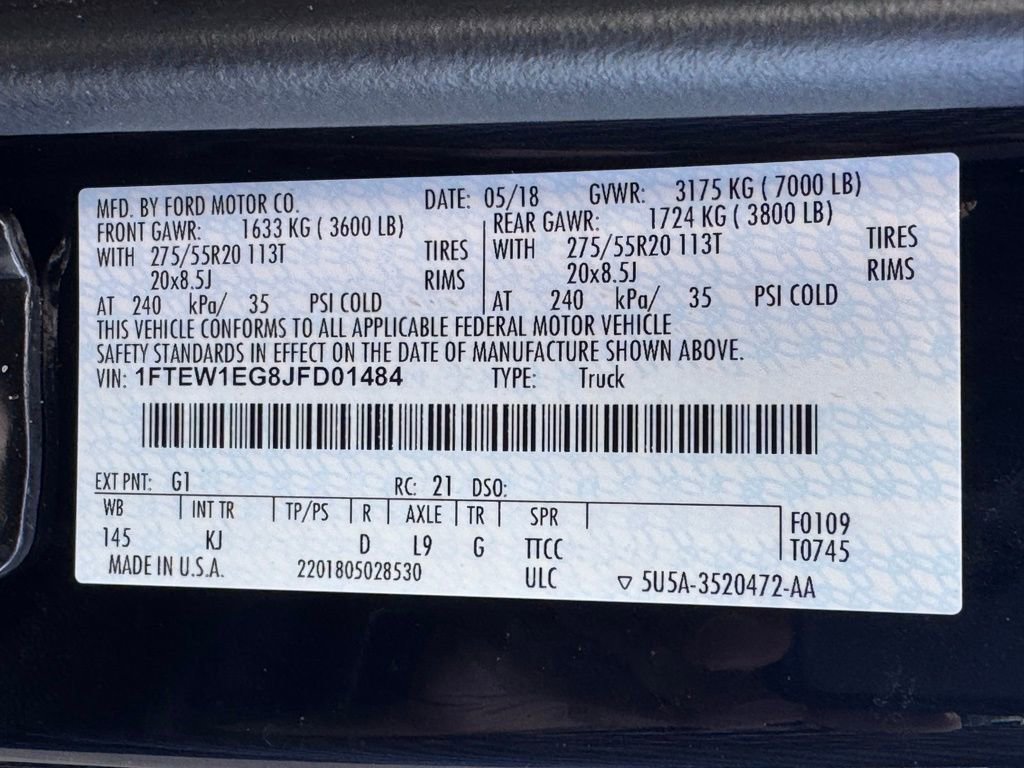 MFD. BY FORD MOTOR CO. DATE: 05/18 GVWR: 3175 KG ( 7000 LB)
FRONT GAWR: 1633 KG ( 3600 LB) REAR GAWR: 1724 KG ( 3800 LB)
WITH 275/55R20 113T TIRES WITH 275/55R20 113T TIRES
20x8.5J RIMS 20x8.5J RIMS
AT 240 kPa/ 35 PSI COLD AT 240 kPa/ 35 PSI COLD
THIS VEHICLE CONFORMS TO ALL APPLICABLE FEDERAL MOTOR VEHICLE
SAFETY STANDARDS IN EFFECT ON THE DATE OF MANUFACTURE SHOWN ABOVE.
VIN: 1FTEW1EG8JFD01484 TYPE: Truck
EXT PNT: G1 RC: 21 DSO:
WB INT TR TP/PS R AXLE TR SPR F0109
145 KJ D L9 G TTCC T0745
MADE IN U.S.A. 2201805028530 ULC ▽ 5U5A-3520472-AA